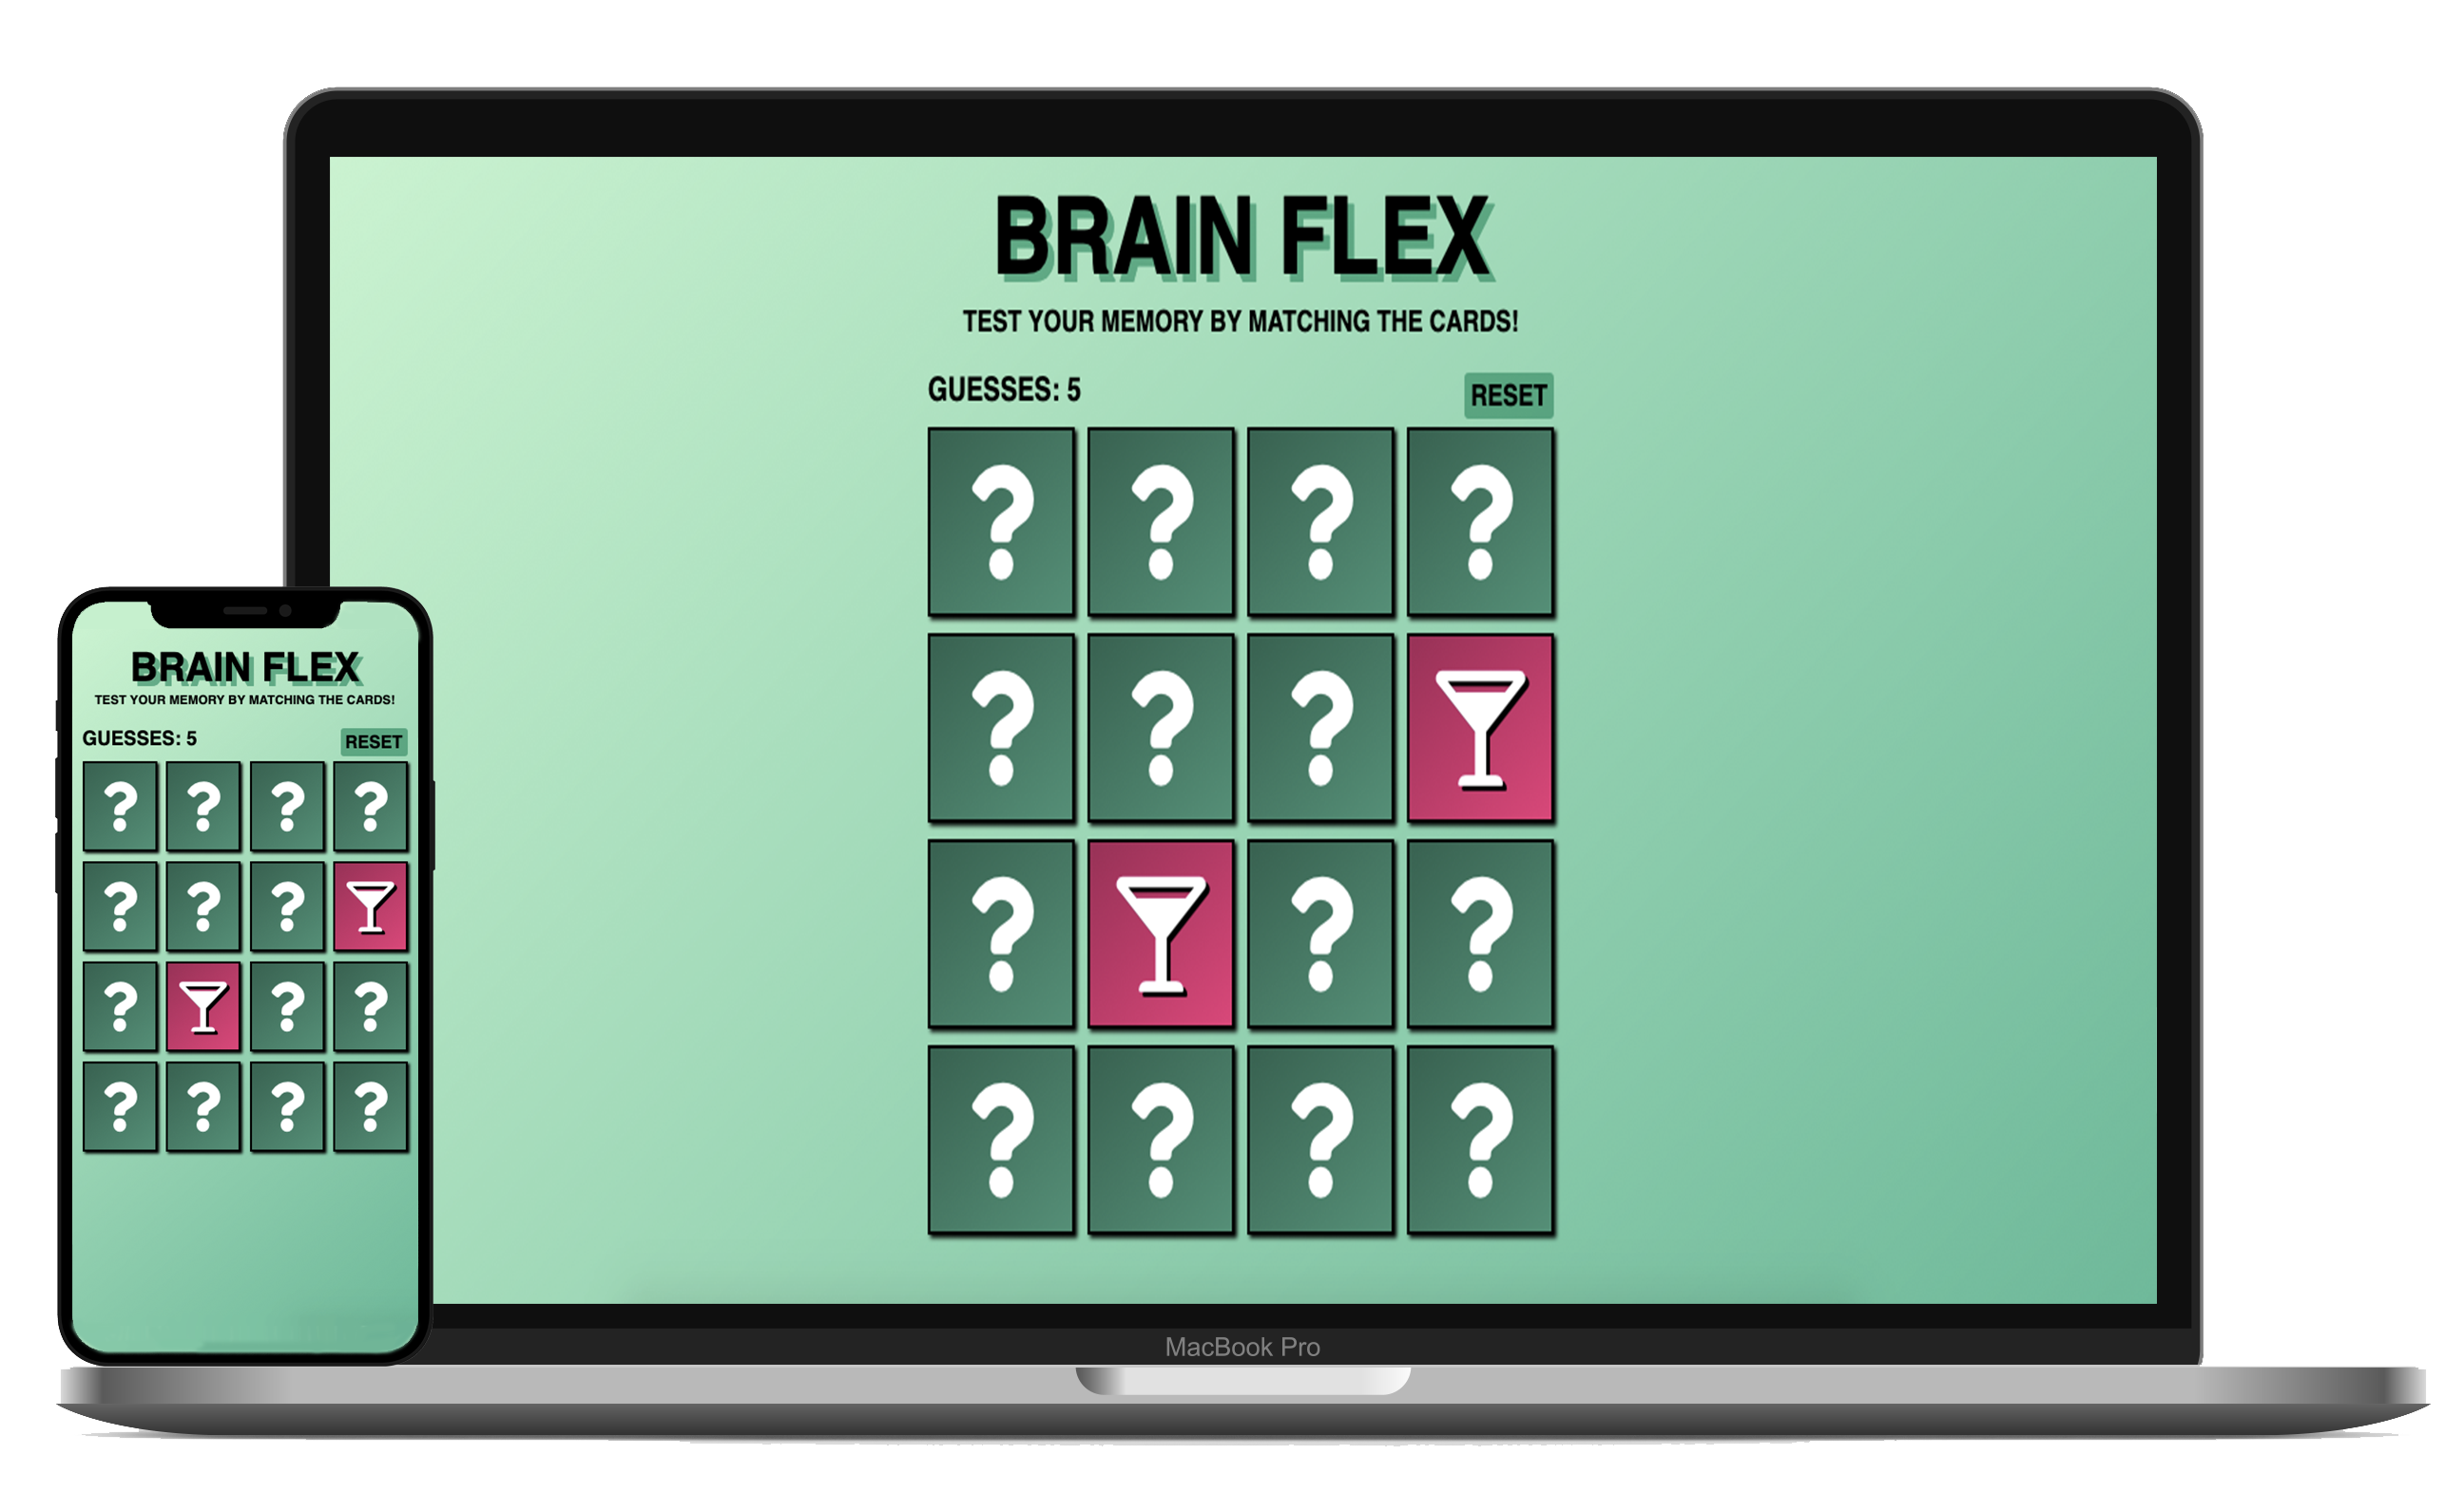 BRAIN FLEX
TEST YOUR MEMORY BY MATCHING THE CARDS!
GUESSES: 5
RESET
? ? ? ?
? ? ?
? ? ?
? ? ? ?
MacBook Pro
BRAIN FLEX
TEST YOUR MEMORY BY MATCHING THE CARDS!
GUESSES: 5
RESET
? ? ? ?
? ? ?
? ? ?
? ? ? ?